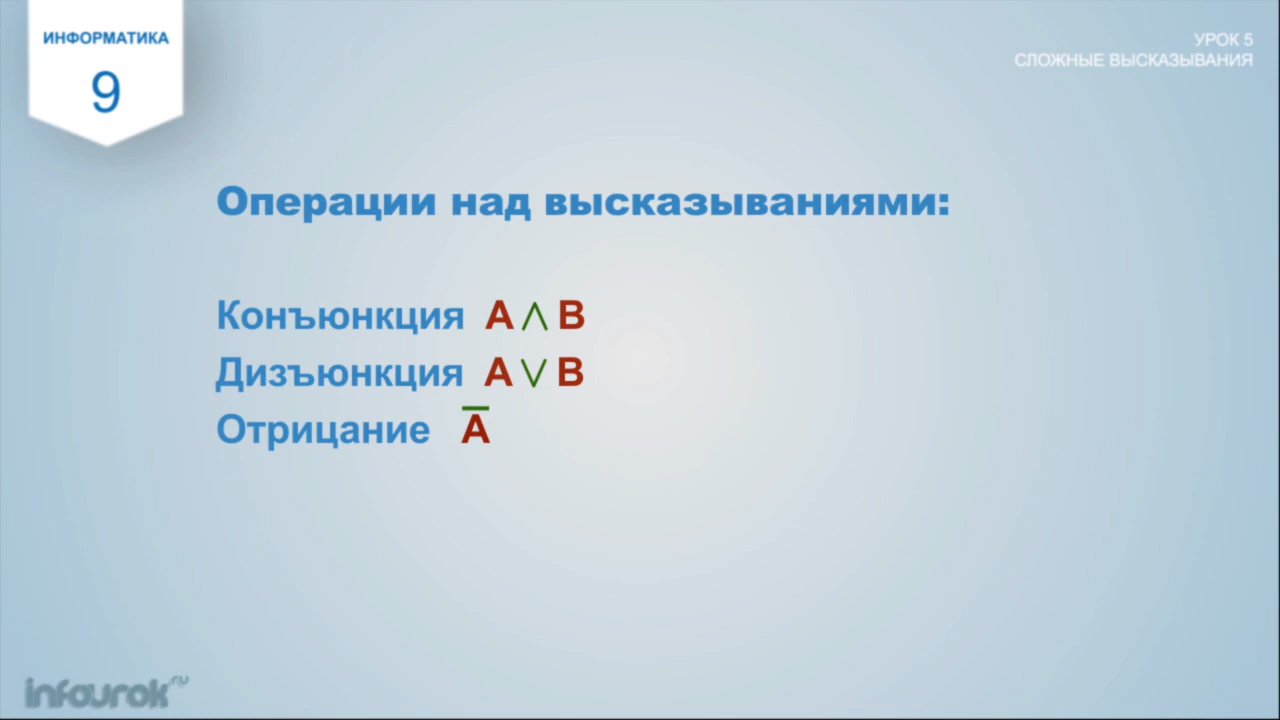 ИНФОРМАТИКА
9
УРОК 5
СЛОЖНЫЕ ВЫСКАЗЫВАНИЯ
Операции над высказываниями:
Конъюнкция A ∧ B
Дизъюнкция A ∨ B
Отрицание A̅
infourok.ru